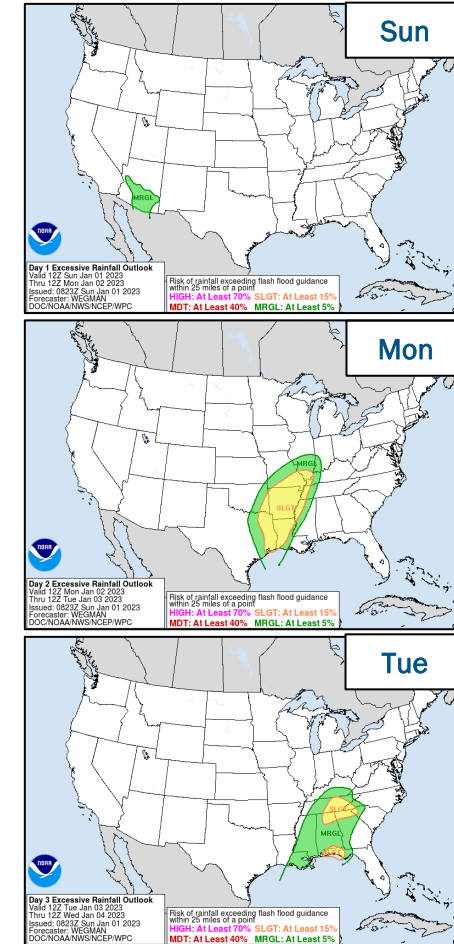 Sun
MRGL
NOAA
Day 1 Excessive Rainfall Outlook
Valid 12Z Sun Jan 01 2023
Thru 12Z Mon Jan 02 2023
Issued: 0823Z Sun Jan 01 2023
Forecaster: WEGMAN
DOC/NOAA/NWS/NCEP/WPC
Risk of rainfall exceeding flash flood guidance
within 25 miles of a point
HIGH: At Least 70% SLGT: At Least 15%
MDT: At Least 40% MRGL: At Least 5%
Mon
MRGL
SLGT
NOAA
Day 2 Excessive Rainfall Outlook
Valid 12Z Mon Jan 02 2023
Thru 12Z Tue Jan 03 2023
Issued: 0823Z Sun Jan 01 2023
Forecaster: WEGMAN
DOC/NOAA/NWS/NCEP/WPC
Risk of rainfall exceeding flash flood guidance
within 25 miles of a point
HIGH: At Least 70% SLGT: At Least 15%
MDT: At Least 40% MRGL: At Least 5%
Tue
SLGT
MRGL
SLGT
NOAA
Day 3 Excessive Rainfall Outlook
Valid 12Z Tue Jan 03 2023
Thru 12Z Wed Jan 04 2023
Issued: 0823Z Sun Jan 01 2023
Forecaster: WEGMAN
DOC/NOAA/NWS/NCEP/WPC
Risk of rainfall exceeding flash flood guidance
within 25 miles of a point
HIGH: At Least 70% SLGT: At Least 15%
MDT: At Least 40% MRGL: At Least 5%